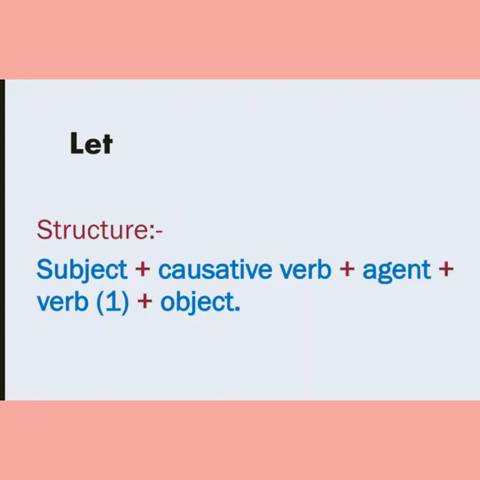 Let
Structure:-
Subject + causative verb + agent +
verb (1) + object.